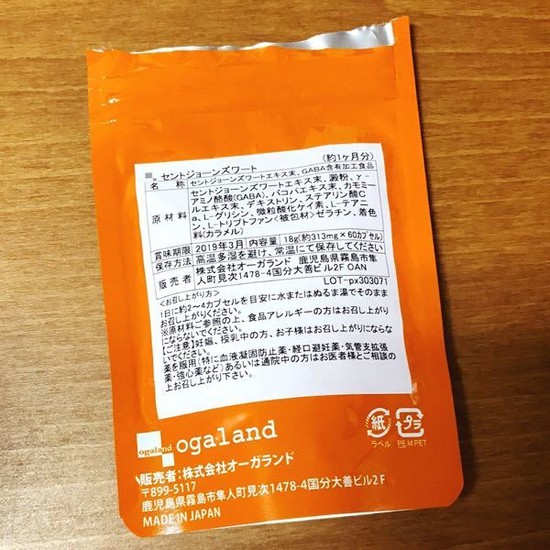 セントジョーンズワート (約1ヶ月分)
名 称 セントジョーンズワートエキス末、GABA含有加工食品
原材料 セントジョーンズワートエキス末、澱粉、γ-
アミノ酪酸(GABA)、バコパエキス末、カモミー
ルエキス末、デキストリン、ステアリン酸C
a、L-グリシン、微粒酸化ケイ素、L-テアニ
ン、L-トリプトファン<被包材>ゼラチン、着色
料(カラメル)
賞味期限 2019年3月 内容量 18g(約313mg×60カプセル)
保存方法 高温多湿を避け、常温にて保存してください
販売者 株式会社オーガランド 鹿児島県霧島市隼
人町見次1478-4国分大善ビル2F OAN
LOT-px303071
<お召し上がり方>
1日に約2~4カプセルを目安に水またはぬるま湯でそのまま
お召し上がりください。
※原材料ご参照の上、食品アレルギーの方はお召し上がり
にならないでください。
【ご注意】妊娠、授乳中の方、お子様はお召し上がりにならな
いでください。
薬を服用(特に血液凝固防止薬・経口避妊薬・気管支拡張
薬・強心薬など)あるいは通院中の方はお医者様とご相談の
上お召し上がり下さい。
ogaland ogaland
紙 プラ
ラベル PE,M,PET
販売者:株式会社オーガランド
〒899-5117
鹿児島県霧島市隼人町見次1478-4国分大善ビル2F
MADE IN JAPAN